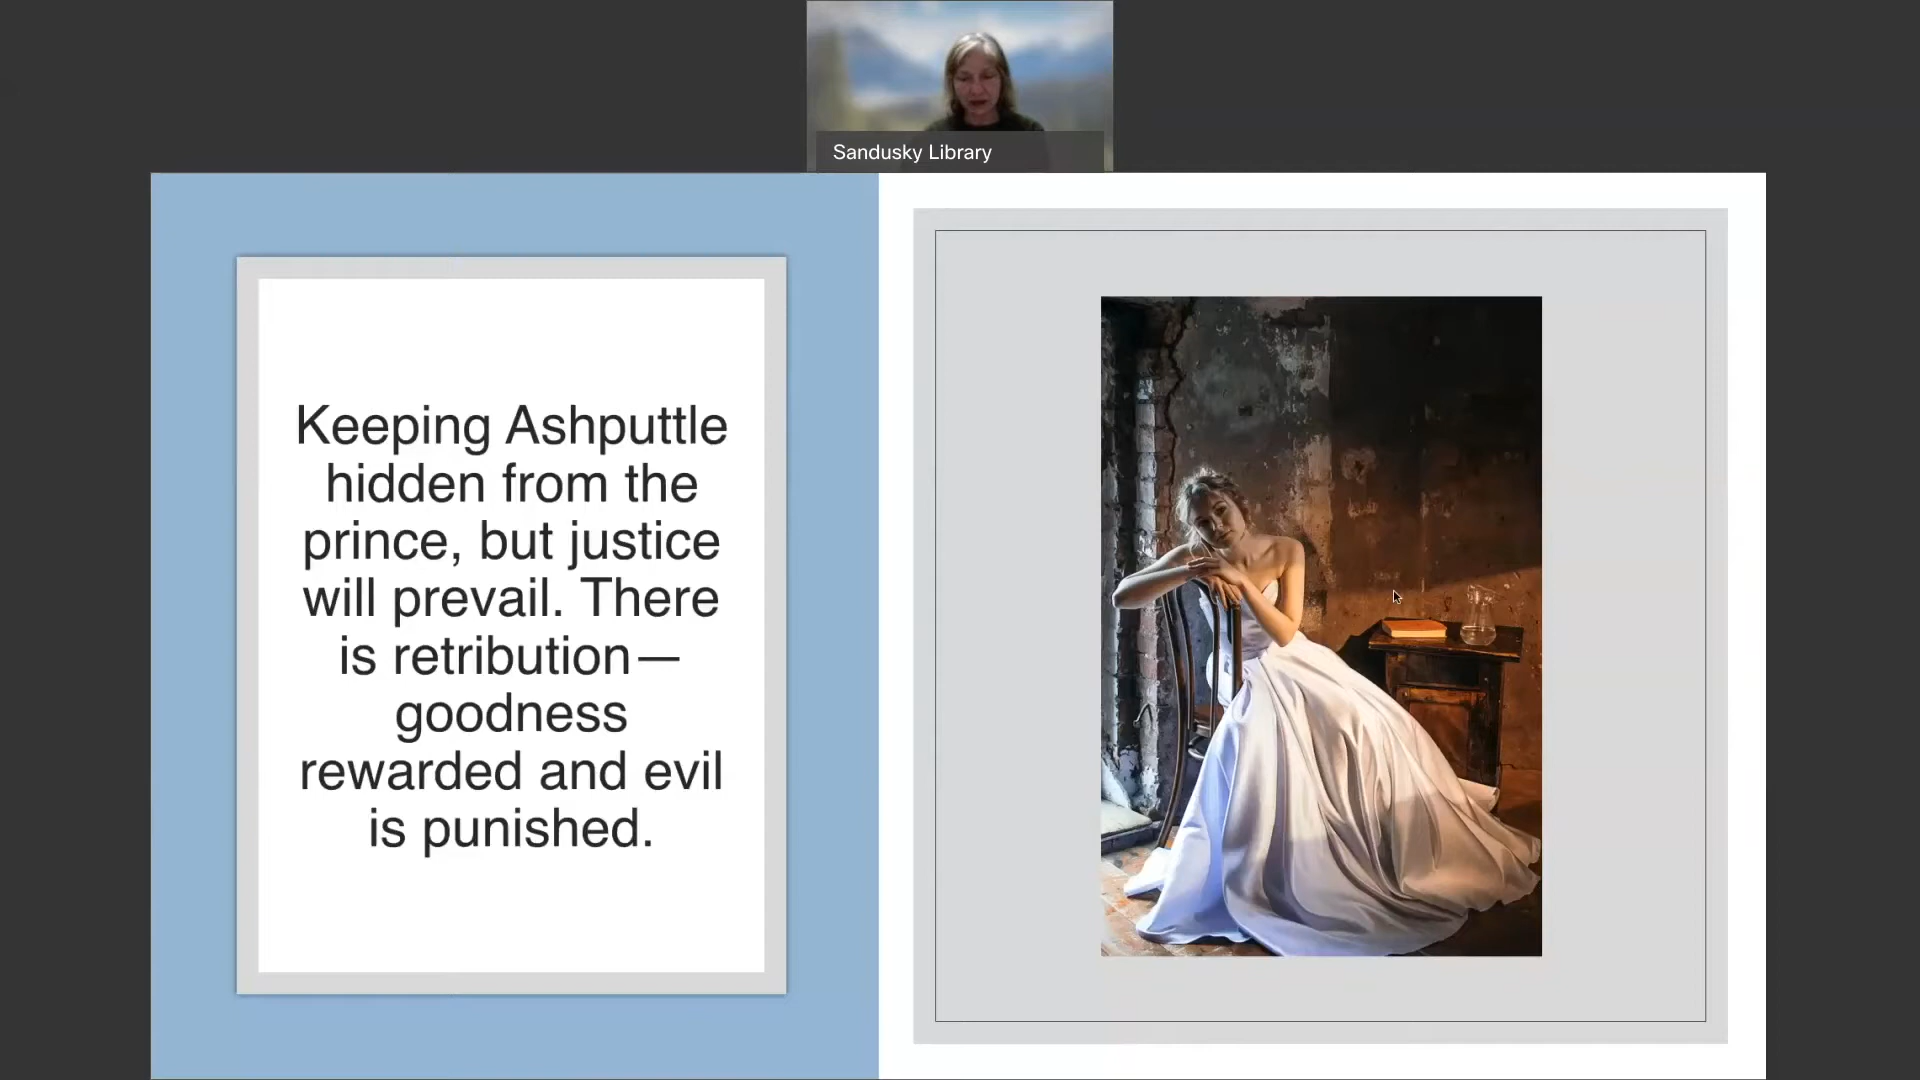 Sandusky Library
Keeping Ashputtle
hidden from the
prince, but justice
will prevail. There
is retribution—
goodness
rewarded and evil
is punished.